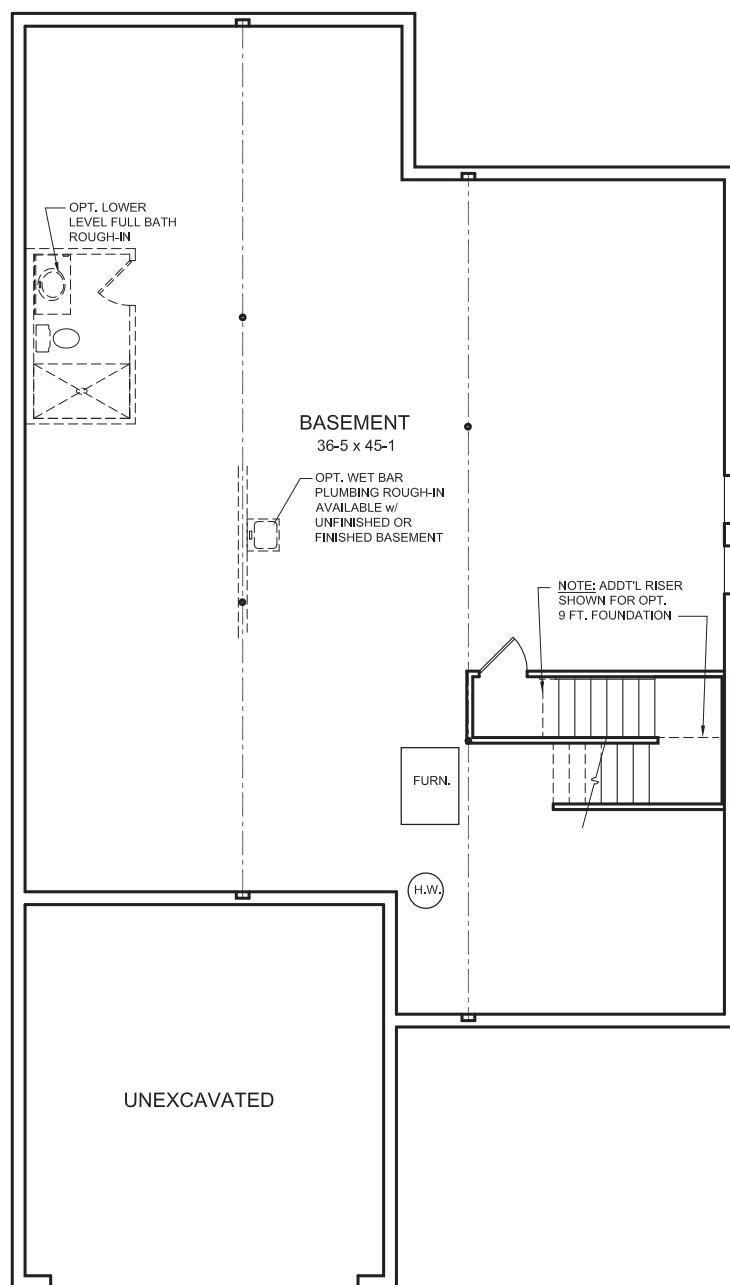 OPT. LOWER
LEVEL FULL BATH
ROUGH-IN
BASEMENT
36-5 x 45-1
OPT. WET BAR
PLUMBING ROUGH-IN
AVAILABLE w/
UNFINISHED OR
FINISHED BASEMENT
NOTE: ADDT'L RISER
SHOWN FOR OPT.
9 FT. FOUNDATION
FURN.
H.W.
UNEXCAVATED